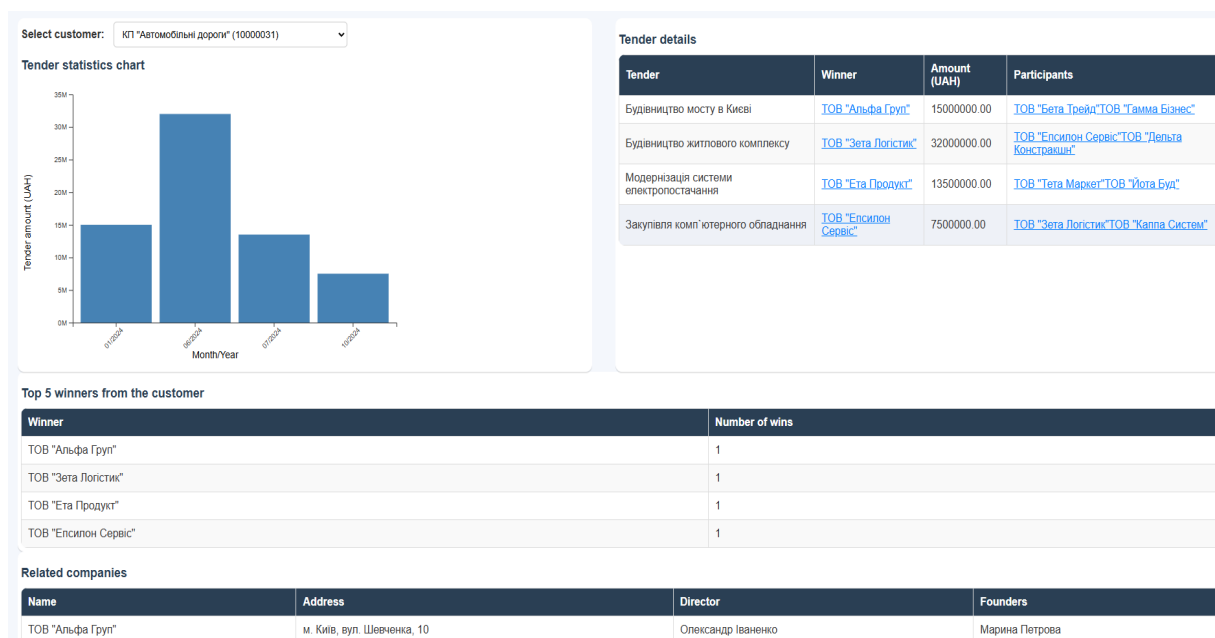 Select customer: КП "Автомобільні дороги" (10000031)
Tender statistics chart
35M
30M
25M
20M
15M
10M
5M
0M
Tender amount (UAH)
01/2024 06/2024 07/2024 10/2024
Month/Year
Tender details
Tender Winner Amount (UAH) Participants
Будівництво мосту в Києві ТОВ "Альфа Груп" 15000000.00 ТОВ "Бета Трейд"ТОВ "Гамма Бізнес"
Будівництво житлового комплексу ТОВ "Зета Логістик" 32000000.00 ТОВ "Епсилон Сервіс"ТОВ "Дельта
Констракшн"
Модернізація системи
електропостачання ТОВ "Ета Продукт" 13500000.00 ТОВ "Тета Маркет"ТОВ "Йота Буд"
Закупівля комп`ютерного обладнання ТОВ "Епсилон
Сервіс" 7500000.00 ТОВ "Зета Логістик"ТОВ "Каппа Систем"
Top 5 winners from the customer
Winner Number of wins
ТОВ "Альфа Груп" 1
ТОВ "Зета Логістик" 1
ТОВ "Ета Продукт" 1
ТОВ "Епсилон Сервіс" 1
Related companies
Name Address Director Founders
ТОВ "Альфа Груп" м. Київ, вул. Шевченка, 10 Олександр Іваненко Марина Петрова